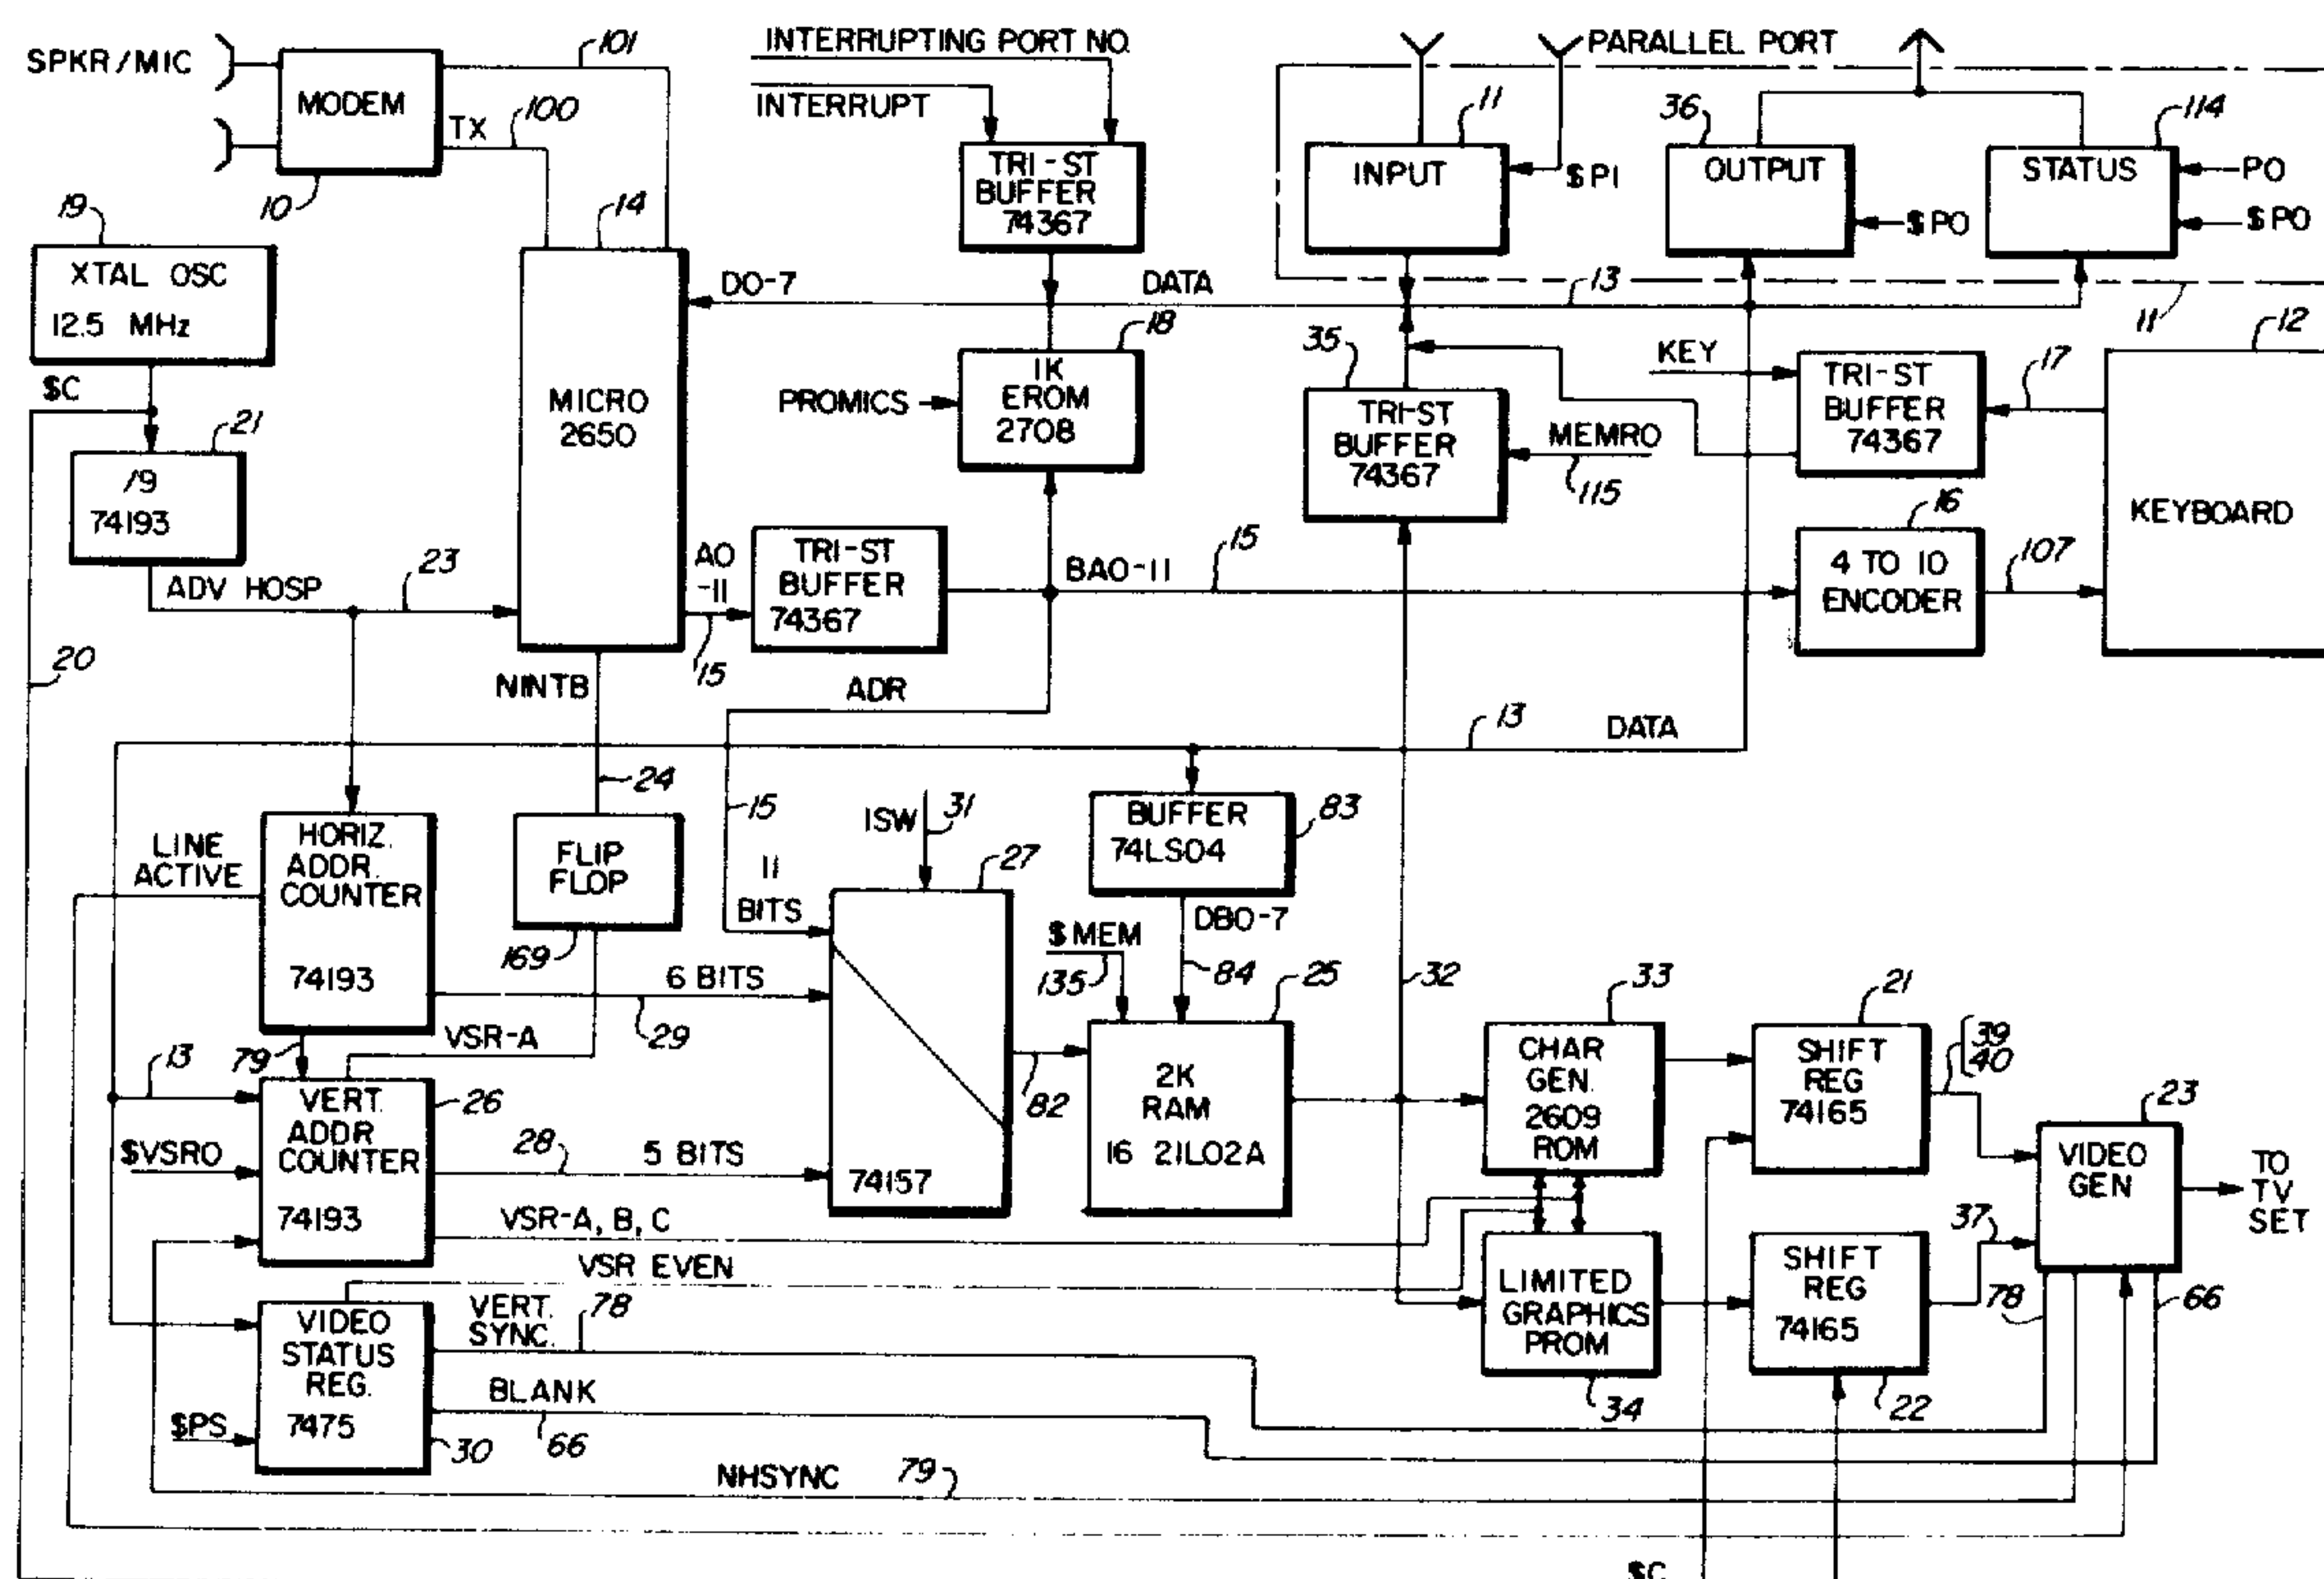 SPKR/MIC
MODEM
10
101
TX
100
INTERRUPTING PORT NO.
INTERRUPT
TRI-ST
BUFFER
74367
PARALLEL PORT
INPUT
11
$PI
36
OUTPUT
$PO
STATUS
114
PO
$PO
19
XTAL OSC
12.5 MHz
$C
14
MICRO
2650
DO-7
DATA
13
11
18
1K
EROM
2708
PROMICS
35
TRI-ST
BUFFER
74367
MEMRO
115
KEY
TRI-ST
BUFFER
74367
17
12
KEYBOARD
21
/9
74193
ADV HOSP
23
AO
-11
15
TRI-ST
BUFFER
74367
BAO-11
15
16
4 TO 10
ENCODER
107
20
NINTB
ADR
13
DATA
24
15
11
BITS
ISW
31
27
BUFFER
74LS04
83
LINE
ACTIVE
HORIZ.
ADDR.
COUNTER
74193
FLIP
FLOP
169
DBO-7
84
$MEM
135
6 BITS
29
VSR-A
79
13
VERT.
ADDR
COUNTER
74193
26
$VSRO
28
5 BITS
74157
82
25
2K
RAM
16 21L02A
32
33
CHAR
GEN.
2609
ROM
21
SHIFT
REG
74165
39
40
23
VIDEO
GEN
TO
TV
SET
VSR-A, B, C
VSR EVEN
LIMITED
GRAPHICS
PROM
34
SHIFT
REG
74165
22
37
78
66
VIDEO
STATUS
REG.
7475
30
$PS
VERT.
SYNC.
78
BLANK
66
NHSYNC
79
$C